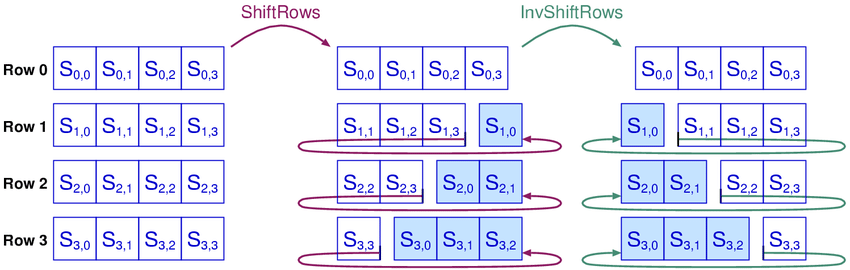 ShiftRows InvShiftRows
Row 0 S0,0 S0,1 S0,2 S0,3 S0,0 S0,1 S0,2 S0,3 S0,0 S0,1 S0,2 S0,3
Row 1 S1,0 S1,1 S1,2 S1,3 S1,1 S1,2 S1,3 S1,0 S1,0 S1,1 S1,2 S1,3
Row 2 S2,0 S2,1 S2,2 S2,3 S2,2 S2,3 S2,0 S2,1 S2,0 S2,1 S2,2 S2,3
Row 3 S3,0 S3,1 S3,2 S3,3 S3,3 S3,0 S3,1 S3,2 S3,0 S3,1 S3,2 S3,3